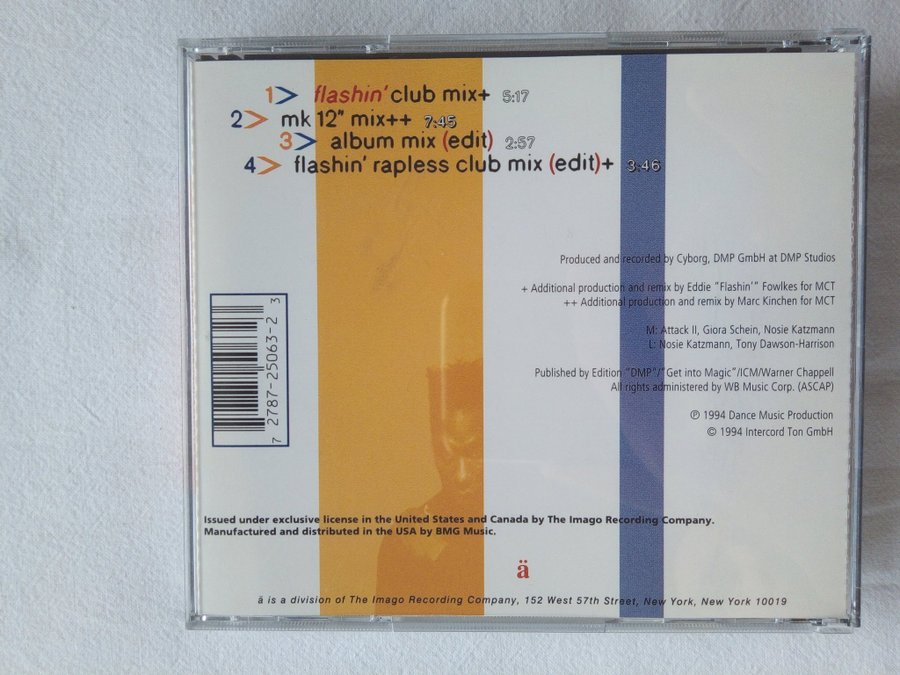 1> flashin' club mix+ 5:17
2> mk 12" mix++ 7:45
3> album mix (edit) 2:57
4> flashin' rapless club mix (edit)+ 3:46
Produced and recorded by Cyborg, DMP GmbH at DMP Studios
+ Additional production and remix by Eddie "Flashin'" Fowlkes for MCT
++ Additional production and remix by Marc Kinchen for MCT
M: Attack II, Giora Schein, Nosie Katzmann
L: Nosie Katzmann, Tony Dawson-Harrison
Published by Edition "DMP"/"Get into Magic"/ICM/Warner Chappell
All rights administered by WB Music Corp. (ASCAP)
℗ 1994 Dance Music Production
© 1994 Intercord Ton GmbH
7 2787-25063-2 3
Issued under exclusive license in the United States and Canada by The Imago Recording Company.
Manufactured and distributed in the USA by BMG Music.
ä
ä is a division of The Imago Recording Company, 152 West 57th Street, New York, New York 10019